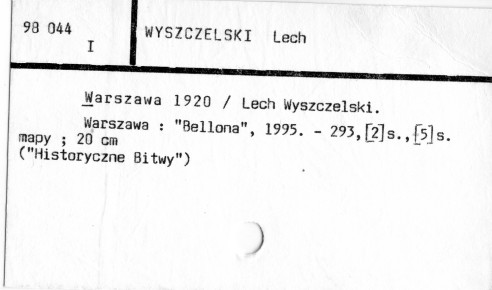 98 044
I
WYSZCZELSKI Lech
Warszawa 1920 / Lech Wyszczelski.
Warszawa : "Bellona", 1995. - 293,[2]s.,[5]s.
mapy ; 20 cm
("Historyczne Bitwy")